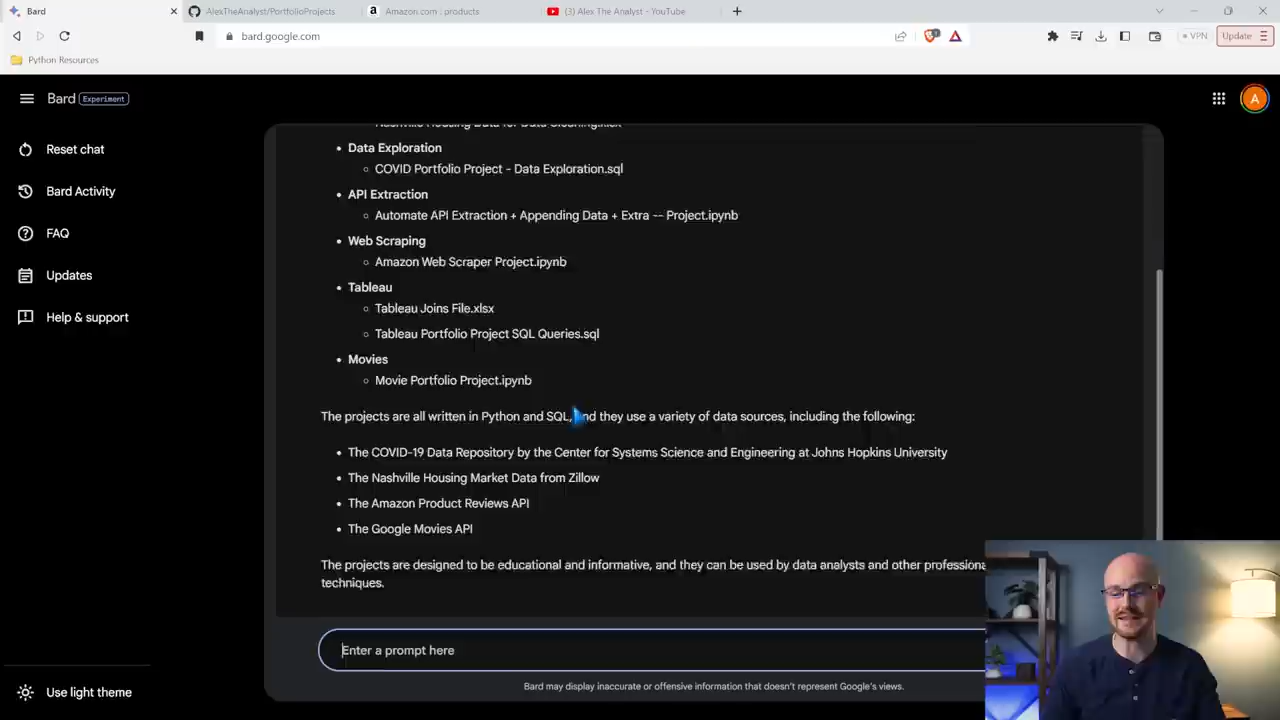 Bard
AlexTheAnalyst/PortfolioProjects
Amazon.com : products
(3) Alex The Analyst - YouTube
bard.google.com
VPN
Update
Python Resources
Bard Experiment
A
Reset chat
Bard Activity
FAQ
Updates
Help & support
Use light theme
Nashville Housing Data for Data Cleaning.xlsx
Data Exploration
COVID Portfolio Project - Data Exploration.sql
API Extraction
Automate API Extraction + Appending Data + Extra -- Project.ipynb
Web Scraping
Amazon Web Scraper Project.ipynb
Tableau
Tableau Joins File.xlsx
Tableau Portfolio Project SQL Queries.sql
Movies
Movie Portfolio Project.ipynb
The projects are all written in Python and SQL, and they use a variety of data sources, including the following:
The COVID-19 Data Repository by the Center for Systems Science and Engineering at Johns Hopkins University
The Nashville Housing Market Data from Zillow
The Amazon Product Reviews API
The Google Movies API
The projects are designed to be educational and informative, and they can be used by data analysts and other professiona
techniques.
Enter a prompt here
Bard may display inaccurate or offensive information that doesn't represent Google's views.